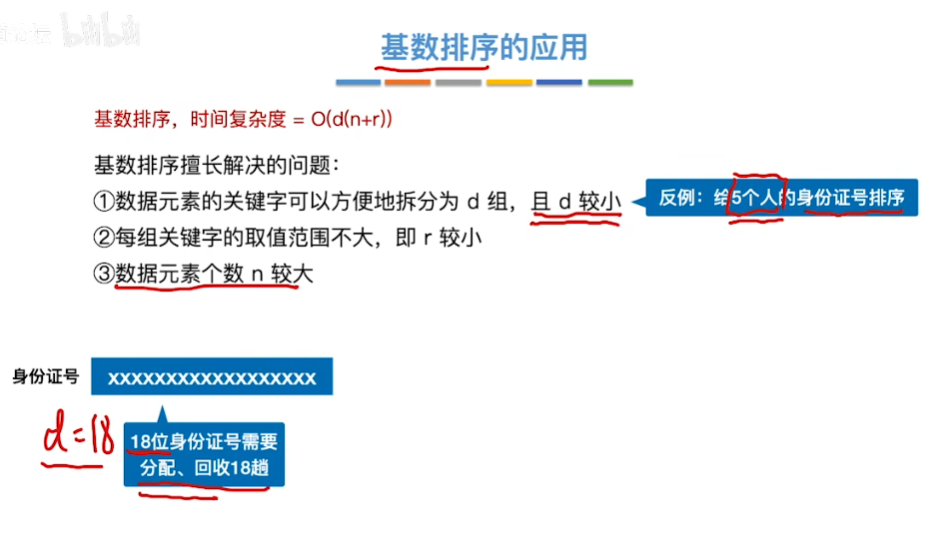 基数排序的应用
基数排序，时间复杂度 = O(d(n+r))
基数排序擅长解决的问题：
①数据元素的关键字可以方便地拆分为 d 组，且 d 较小
反例：给5个人的身份证号排序
②每组关键字的取值范围不大，即 r 较小
③数据元素个数 n 较大
身份证号
xxxxxxxxxxxxxxxxxx
d=18
18位身份证号需要
分配、回收18趟